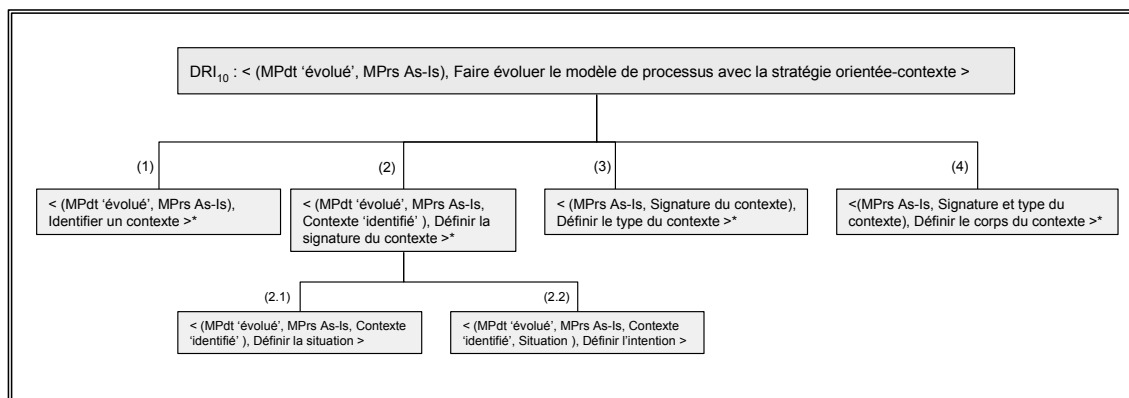 DRI10 : < (MPdt ‘évolué’, MPrs As-Is), Faire évoluer le modèle de processus avec la stratégie orientée-contexte >
(1)
(2)
(3)
(4)
< (MPdt ‘évolué’, MPrs As-Is),
Identifier un contexte >*
< (MPdt ‘évolué’, MPrs As-Is,
Contexte ‘identifié’ ), Définir la
signature du contexte >*
< (MPrs As-Is, Signature du contexte),
Définir le type du contexte >*
<(MPrs As-Is, Signature et type du
contexte), Définir le corps du contexte >*
(2.1)
(2.2)
< (MPdt ‘évolué’, MPrs As-Is, Contexte
‘identifié’ ), Définir la situation >
< (MPdt ‘évolué’, MPrs As-Is, Contexte
‘identifié’, Situation ), Définir l’intention >